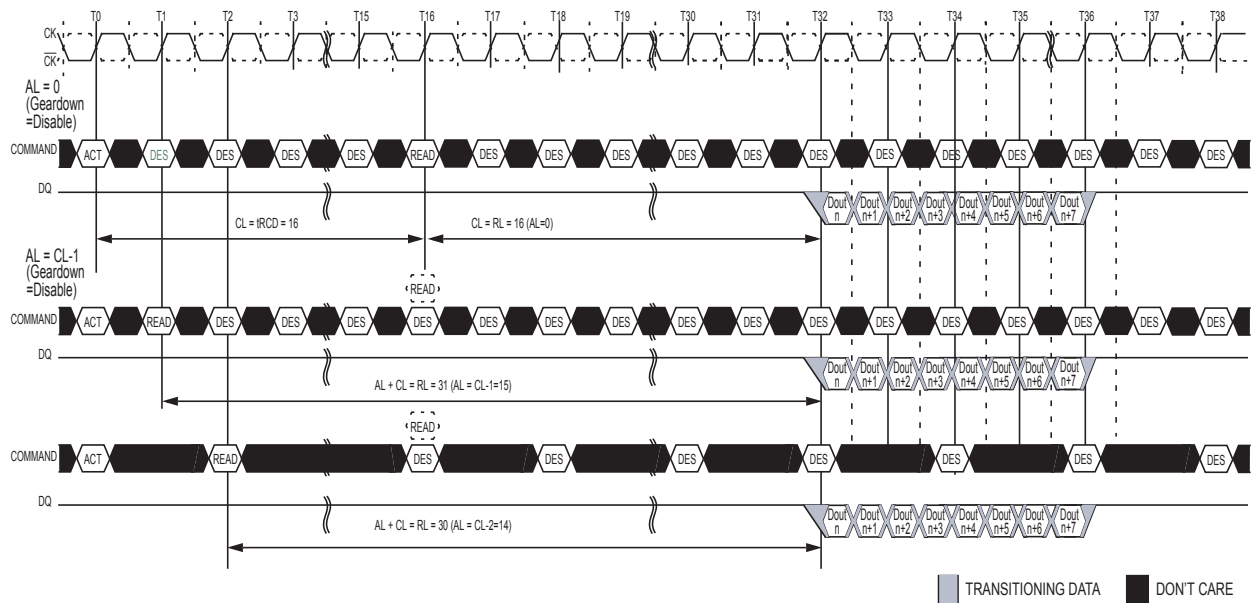 T0 T1 T2 T3 T15 T16 T17 T18 T19 T30 T31 T32 T33 T34 T35 T36 T37 T38
CK
CK
AL = 0
(Geardown
=Disable)
COMMAND ACT DES DES DES DES READ DES DES DES DES DES DES DES DES DES DES DES DES
DQ
Dout n Dout n+1 Dout n+2 Dout n+3 Dout n+4 Dout n+5 Dout n+6 Dout n+7
CL = tRCD = 16 CL = RL = 16 (AL=0)
AL = CL-1
(Geardown
=Disable)
READ
COMMAND ACT READ DES DES DES DES DES DES DES DES DES DES DES DES DES DES DES DES
DQ
Dout n Dout n+1 Dout n+2 Dout n+3 Dout n+4 Dout n+5 Dout n+6 Dout n+7
AL + CL = RL = 31 (AL = CL-1=15)
READ
COMMAND ACT READ DES DES DES DES DES DES DES
DQ
Dout n Dout n+1 Dout n+2 Dout n+3 Dout n+4 Dout n+5 Dout n+6 Dout n+7
AL + CL = RL = 30 (AL = CL-2=14)
TRANSITIONING DATA DON'T CARE